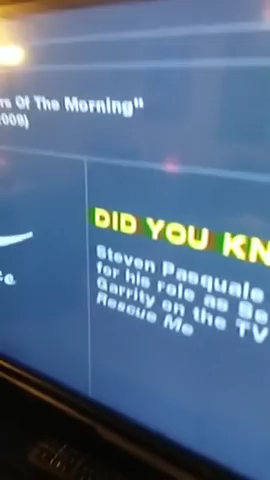 rs Of The Morning"
2009)
DID YOU KN
Steven Pasquale
for his role as Se
Garrity on the TV
Rescue Me